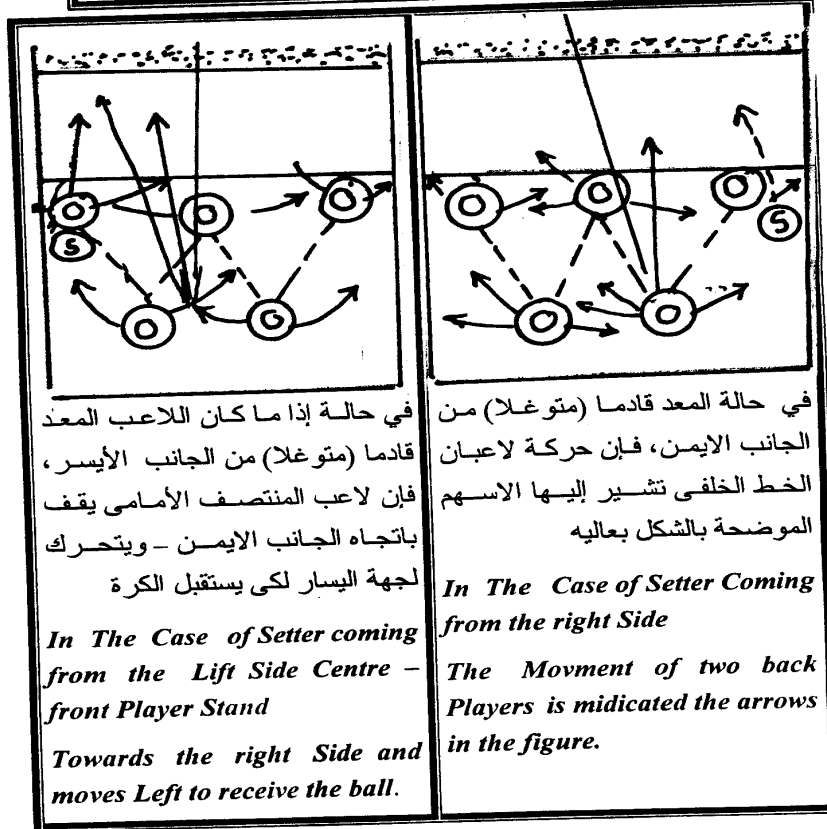 O
O
O
S
O
O
في حالة إذا ما كان اللاعب المعد
قادما (متوغلا) من الجانب الأيسر،
فإن لاعب المنتصف الأمامى يقف
باتجاه الجانب الايمن – ويتحرك
لجهة اليسار لكى يستقبل الكرة
In The Case of Setter coming
from the Lift Side Centre –
front Player Stand
Towards the right Side and
moves Left to receive the ball.
O
O
O
S
O
O
في حالة المعد قادما (متوغلا) من
الجانب الايمن، فإن حركة لاعبان
الخط الخلفى تشير إليها الاسهم
الموضحة بالشكل بعاليه
In The Case of Setter Coming
from the right Side
The Movment of two back
Players is midicated the arrows
in the figure.